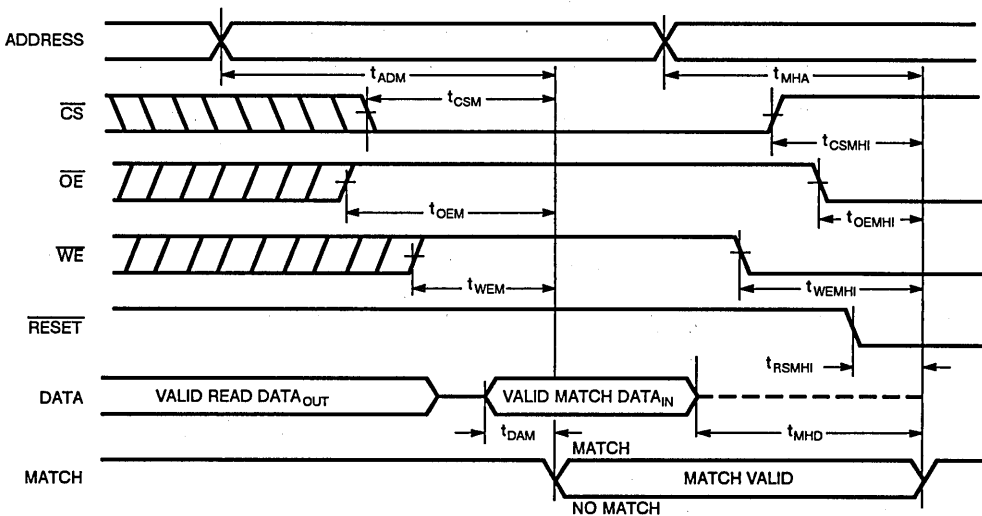 ADDRESS
tADM
tMHA
CS
tCSM
tCSMHI
OE
tOEM
tOEMHI
WE
tWEM
tWEMHI
RESET
tRSMHI
DATA
VALID READ DATAOUT
VALID MATCH DATAIN
tDAM
tMHD
MATCH
MATCH
MATCH VALID
NO MATCH